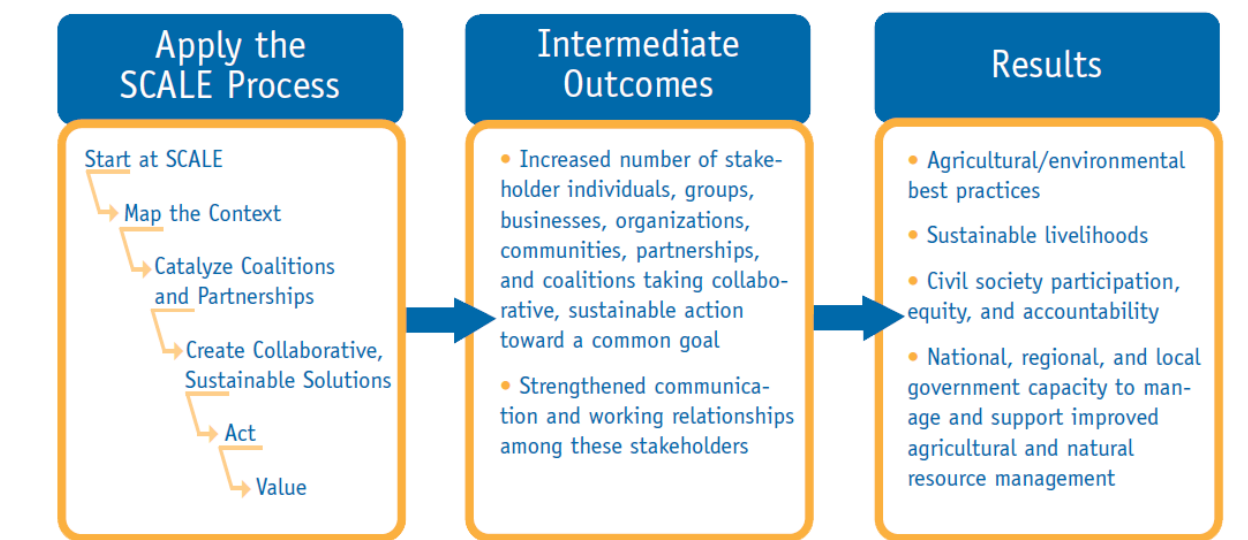 Apply the
SCALE Process
Start at SCALE
Map the Context
Catalyze Coalitions
and Partnerships
Create Collaborative,
Sustainable Solutions
Act
Value
Intermediate
Outcomes
• Increased number of stake-
holder individuals, groups,
businesses, organizations,
communities, partnerships,
and coalitions taking collabo-
rative, sustainable action
toward a common goal
• Strengthened communica-
tion and working relationships
among these stakeholders
Results
• Agricultural/environmental
best practices
• Sustainable livelihoods
• Civil society participation,
equity, and accountability
• National, regional, and local
government capacity to man-
age and support improved
agricultural and natural
resource management